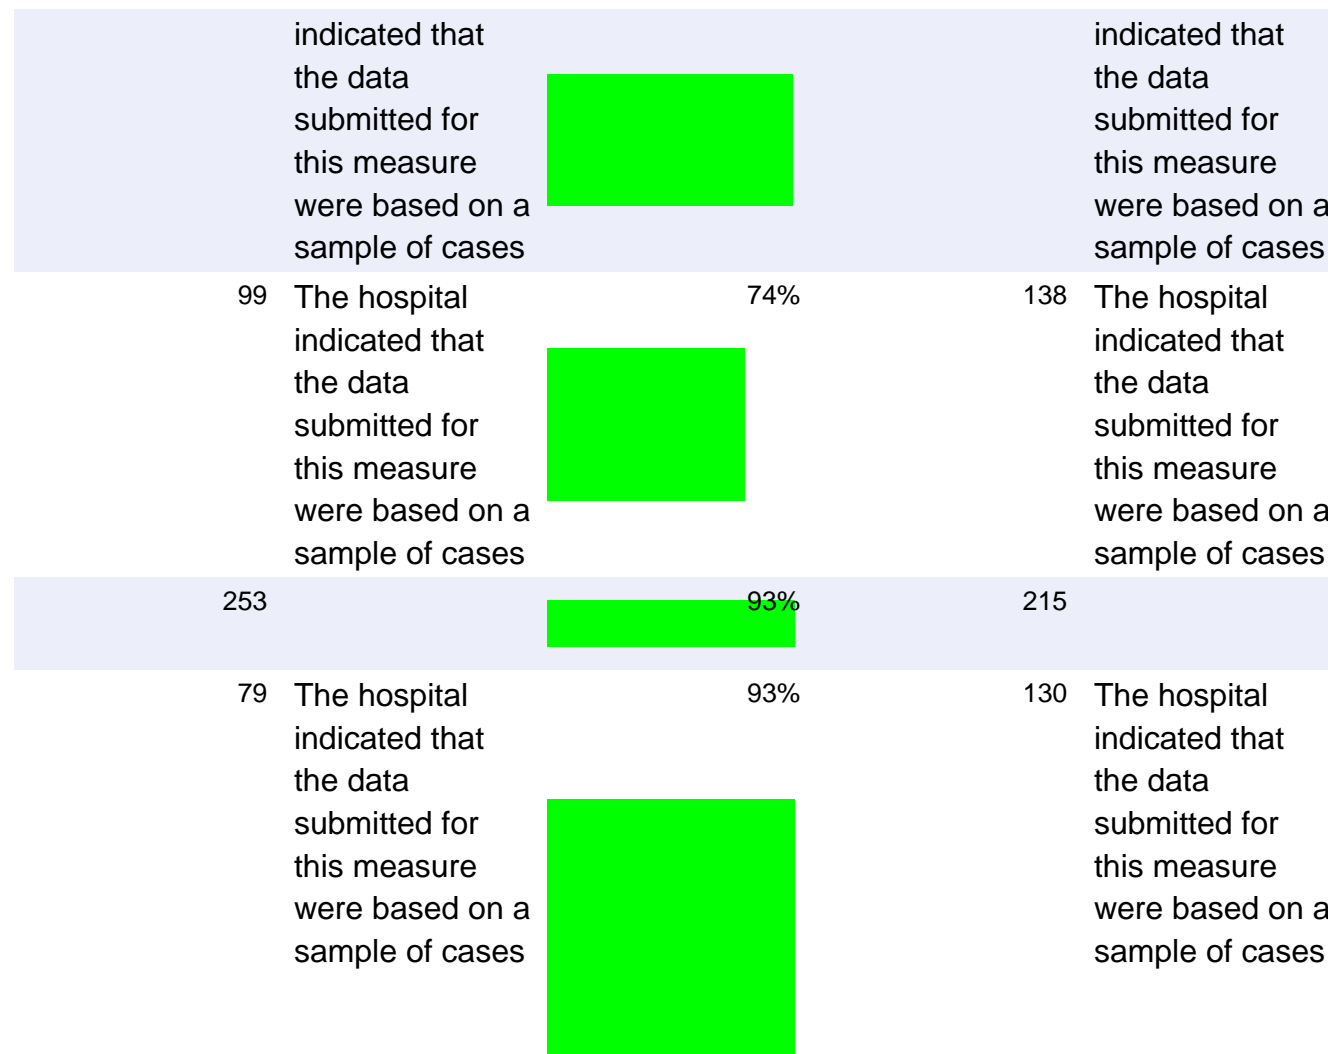 indicated that
the data
submitted for
this measure
were based on a
sample of cases
indicated that
the data
submitted for
this measure
were based on a
sample of cases
99 The hospital 74% 138 The hospital
indicated that
the data
submitted for
this measure
were based on a
sample of cases
indicated that
the data
submitted for
this measure
were based on a
sample of cases
253 93% 215
79 The hospital 93% 130 The hospital
indicated that
the data
submitted for
this measure
were based on a
sample of cases
indicated that
the data
submitted for
this measure
were based on a
sample of cases